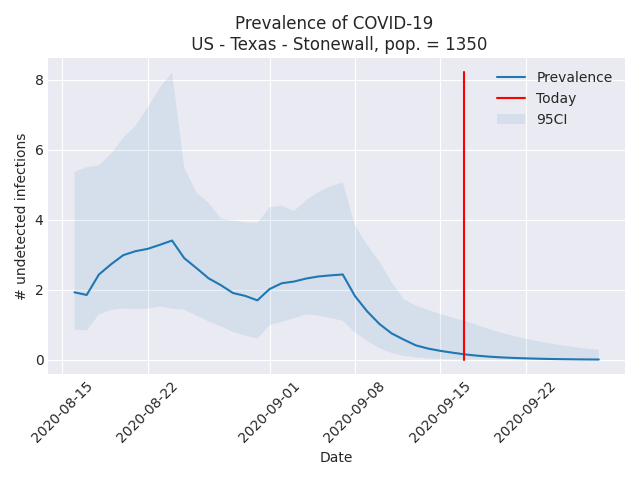 Prevalence of COVID-19
US - Texas - Stonewall, pop. = 1350
Prevalence
Today
95CI
# undetected infections
8
6
4
2
0
2020-08-15
2020-08-22
2020-09-01
2020-09-08
2020-09-15
2020-09-22
Date